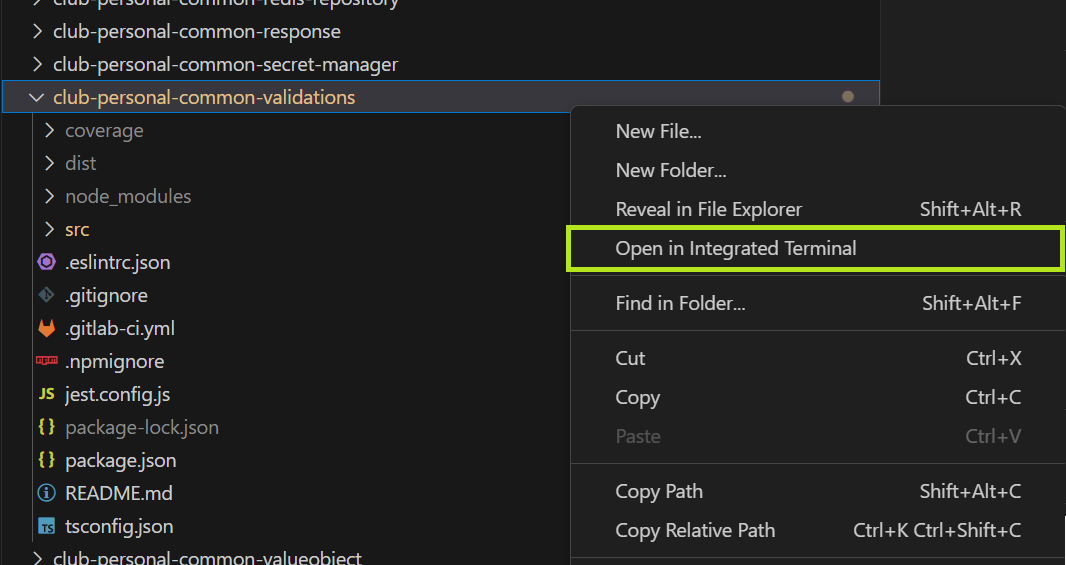 club-personal-common-redis-repository
club-personal-common-response
club-personal-common-secret-manager
club-personal-common-validations
coverage
dist
node_modules
src
.eslintrc.json
.gitignore
.gitlab-ci.yml
npm .npmignore
JS jest.config.js
{} package-lock.json
{} package.json
README.md
TS tsconfig.json
club-personal-common-valueobject
New File...
New Folder...
Reveal in File Explorer Shift+Alt+R
Open in Integrated Terminal
Find in Folder... Shift+Alt+F
Cut Ctrl+X
Copy Ctrl+C
Paste Ctrl+V
Copy Path Shift+Alt+C
Copy Relative Path Ctrl+K Ctrl+Shift+C